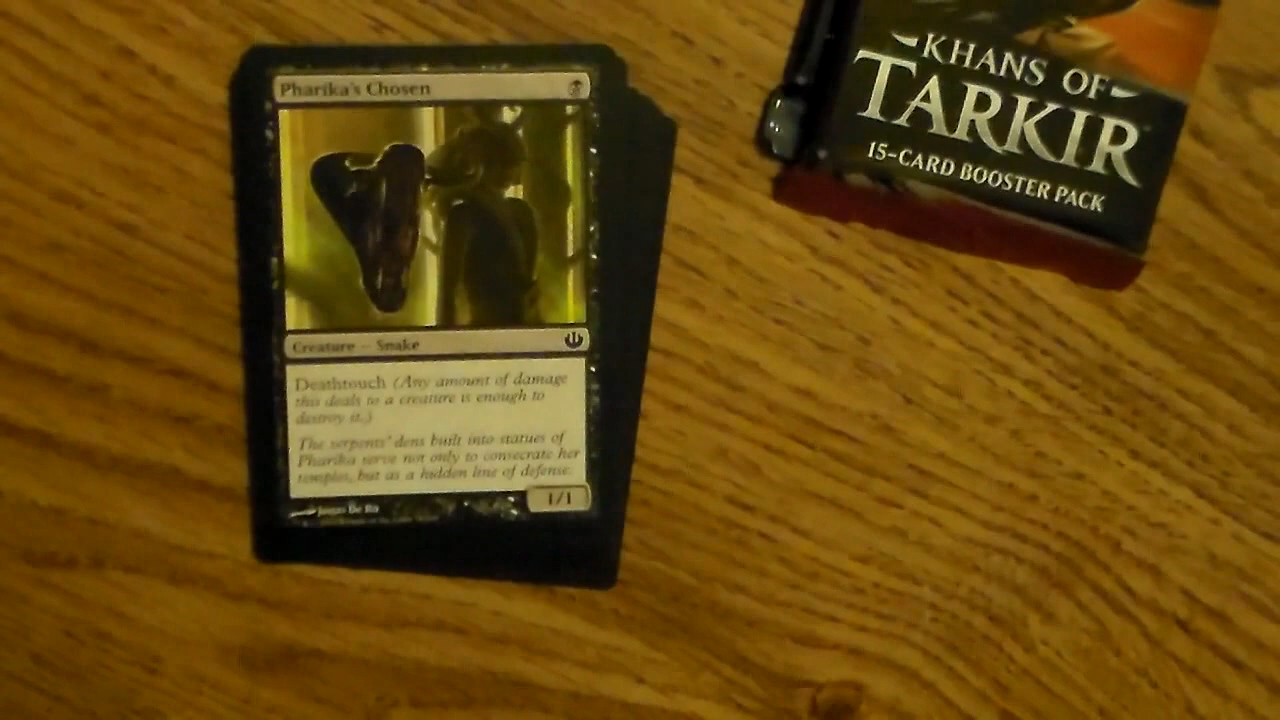 Pharika's Chosen
Creature — Snake
Deathtouch (Any amount of damage
this deals to a creature is enough to
destroy it.)
The serpents' dens built into statues of
Pharika serve not only to consecrate her
temples, but as a hidden line of defense.
1/1
KHANS OF
TARKIR
15-CARD BOOSTER PACK